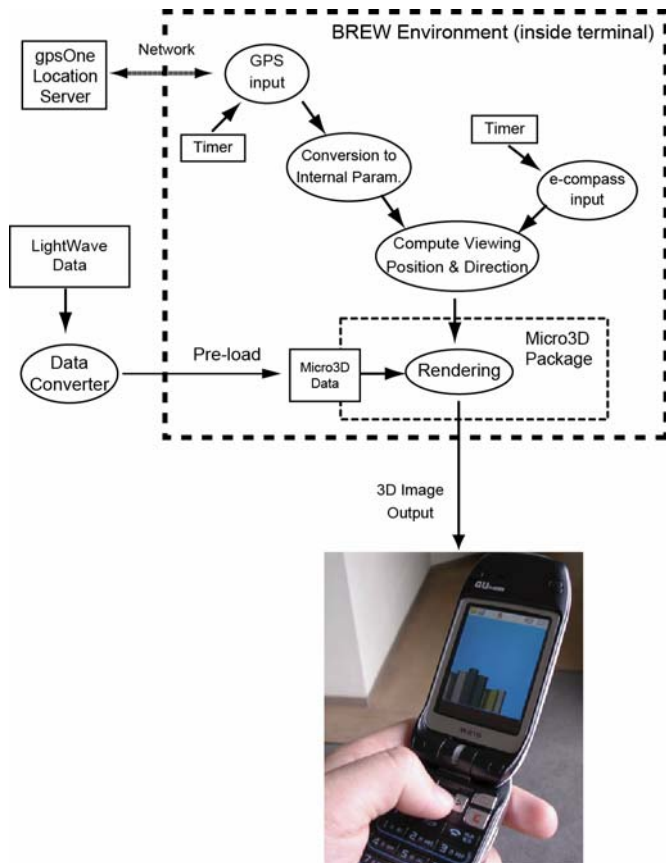 BREW Environment (inside terminal)
gpsOne
Location
Server
Network
GPS
input
Timer
Conversion to
Internal Param.
Timer
e-compass
input
Compute Viewing
Position & Direction
LightWave
Data
Data
Converter
Pre-load
Micro3D
Data
Rendering
Micro3D
Package
3D Image
Output